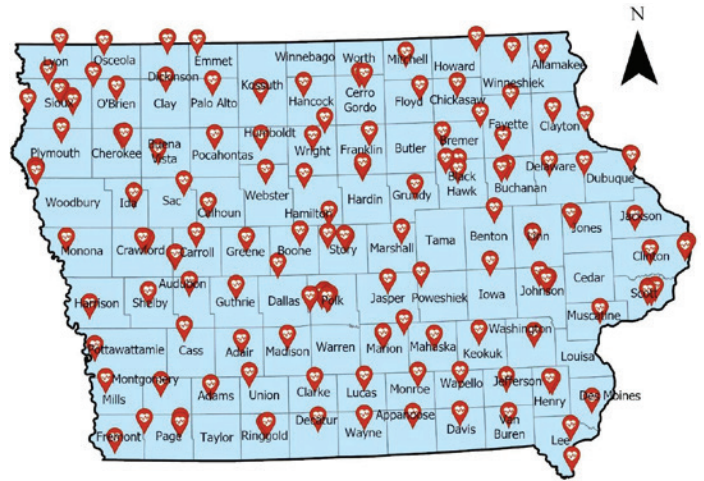 N
Lyon
Osceola
Dickinson
Emmet
Winnebago
Worth
Mitchell
Howard
Winneshiek
Allamakee
Sioux
O'Brien
Clay
Palo Alto
Kossuth
Hancock
Cerro
Gordo
Floyd
Chickasaw
Fayette
Clayton
Plymouth
Cherokee
Buena
Vista
Pocahontas
Humboldt
Wright
Franklin
Butler
Bremer
Black
Hawk
Buchanan
Delaware
Dubuque
Woodbury
Ida
Sac
Calhoun
Webster
Hamilton
Hardin
Grundy
Monona
Crawford
Carroll
Greene
Boone
Story
Marshall
Tama
Benton
Linn
Jones
Jackson
Clinton
Harrison
Shelby
Audubon
Guthrie
Dallas
Polk
Jasper
Poweshiek
Iowa
Johnson
Cedar
Scott
Muscatine
Pottawattamie
Cass
Adair
Madison
Warren
Marion
Mahaska
Keokuk
Washington
Louisa
Mills
Montgomery
Adams
Union
Clarke
Lucas
Monroe
Wapello
Jefferson
Henry
Des Moines
Fremont
Page
Taylor
Ringgold
Decatur
Wayne
Appanoose
Davis
Van
Buren
Lee